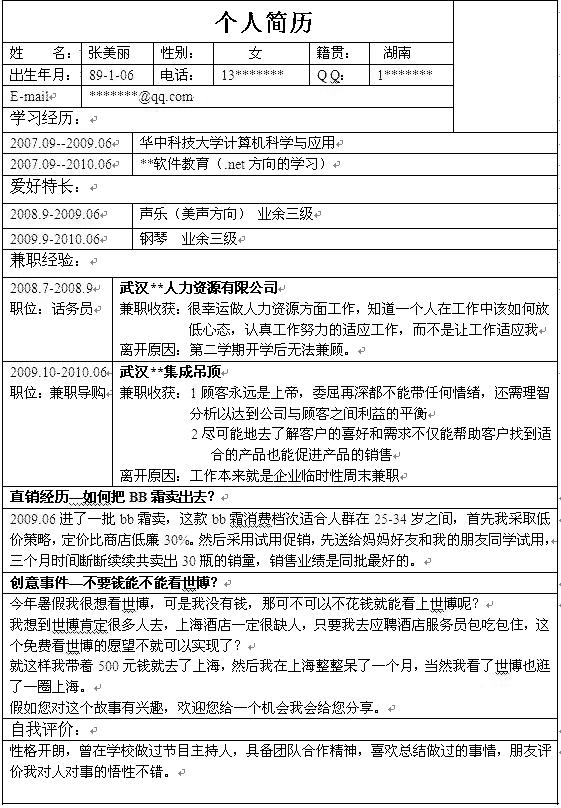 个人简历
姓 名： 张美丽 性别： 女 籍贯： 湖南
出生年月： 89-1-06 电话： 13******* QQ： 1*******
E-mail *******@qq.com
学习经历：
2007.09--2009.06 华中科技大学计算机科学与应用
2007.09--2010.06 **软件教育（.net 方向的学习）
爱好特长：
2008.9-2009.06 声乐（美声方向） 业余三级
2009.9-2010.06 钢琴 业余三级
兼职经验：
2008.7-2008.9 武汉**人力资源有限公司
职位：话务员 兼职收获：很幸运做人力资源方面工作，知道一个人在工作中该如何放
低心态，认真工作努力的适应工作，而不是让工作适应我
离开原因：第二学期开学后无法兼顾。
2009.10-2010.06 武汉**集成吊顶
职位：兼职导购 兼职收获：1 顾客永远是上帝，委屈再深都不能带任何情绪，还需理智
分析以达到公司与顾客之间利益的平衡
2 尽可能地去了解客户的喜好和需求不仅能帮助客户找到适
合的产品也能促进产品的销售
离开原因：工作本来就是企业临时性周末兼职
直销经历—如何把 BB 霜卖出去？
2009.06 进了一批 bb 霜卖，这款 bb 霜消费档次适合人群在 25-34 岁之间，首先我采取低
价策略，定价比商店低廉 30%。然后采用试用促销，先送给妈妈好友和我的朋友同学试用，
三个月时间断断续续共卖出 30 瓶的销量，销售业绩是同批最好的。
创意事件—不要钱能不能看世博？
今年暑假我很想看世博，可是我没有钱，那可不可以不花钱就能看上世博呢？
我想到世博肯定很多人去，上海酒店一定很缺人，只要我去应聘酒店服务员包吃包住，这
个免费看世博的愿望不就可以实现了？
就这样我带着 500 元钱就去了上海，然后我在上海整整呆了一个月，当然我看了世博也逛
了一圈上海。
假如您对这个故事有兴趣，欢迎您给一个机会我会给您分享。
自我评价：
性格开朗，曾在学校做过节目主持人，具备团队合作精神，喜欢总结做过的事情，朋友评
价我对人对事的悟性不错。